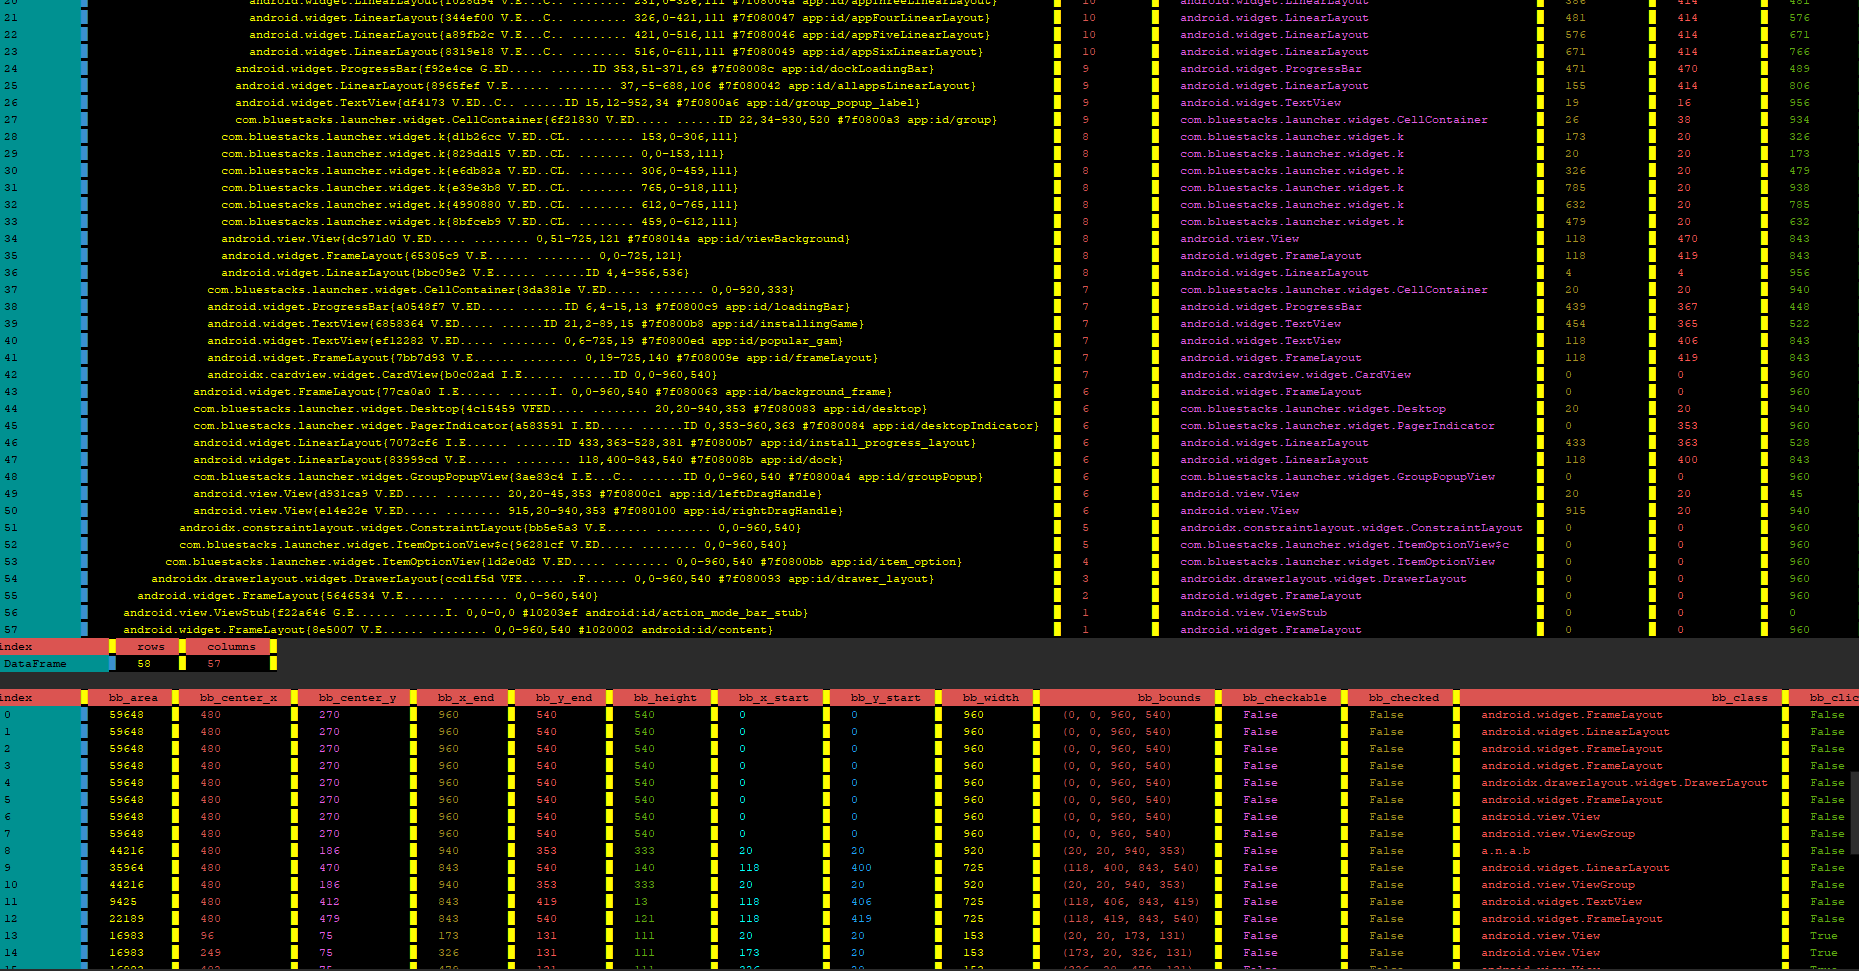 21 android.widget.LinearLayout{344ef00 V.E...C.. ........ 326,0-421,111 #7f080047 app:id/appFourLinearLayout} 10 android.widget.LinearLayout 481 414 576
22 android.widget.LinearLayout{a89fb2c V.E...C.. ........ 421,0-516,111 #7f080046 app:id/appFiveLinearLayout} 10 android.widget.LinearLayout 576 414 671
23 android.widget.LinearLayout{8319e18 V.E...C.. ........ 516,0-611,111 #7f080049 app:id/appSixLinearLayout} 10 android.widget.LinearLayout 671 414 766
24 android.widget.ProgressBar{f92e4ce G.ED..... ......ID 353,51-371,69 #7f08008c app:id/dockLoadingBar} 9 android.widget.ProgressBar 471 470 489
25 android.widget.LinearLayout{8965fef V.E...... ........ 37,-5-688,106 #7f080042 app:id/allappsLinearLayout} 9 android.widget.LinearLayout 155 414 806
26 android.widget.TextView{df4173 V.ED..C.. ......ID 15,12-952,34 #7f0800a6 app:id/group_popup_label} 9 android.widget.TextView 19 16 956
27 com.bluestacks.launcher.widget.CellContainer{6f21830 V.ED..... ......ID 22,34-930,520 #7f0800a3 app:id/group} 9 com.bluestacks.launcher.widget.CellContainer 26 38 934
28 com.bluestacks.launcher.widget.k{d1b26cc V.ED..CL. ........ 153,0-306,111} 8 com.bluestacks.launcher.widget.k 173 20 326
29 com.bluestacks.launcher.widget.k{829dd15 V.ED..CL. ........ 0,0-153,111} 8 com.bluestacks.launcher.widget.k 20 20 173
30 com.bluestacks.launcher.widget.k{e6db82a V.ED..CL. ........ 306,0-459,111} 8 com.bluestacks.launcher.widget.k 326 20 479
31 com.bluestacks.launcher.widget.k{e39e3b8 V.ED..CL. ........ 765,0-918,111} 8 com.bluestacks.launcher.widget.k 785 20 938
32 com.bluestacks.launcher.widget.k{4990880 V.ED..CL. ........ 612,0-765,111} 8 com.bluestacks.launcher.widget.k 632 20 785
33 com.bluestacks.launcher.widget.k{8bfceb9 V.ED..CL. ........ 459,0-612,111} 8 com.bluestacks.launcher.widget.k 479 20 632
34 android.view.View{dc971d0 V.ED..... ........ 0,51-725,121 #7f08014a app:id/viewBackground} 8 android.view.View 118 470 843
35 android.widget.FrameLayout{65305c9 V.E...... ........ 0,0-725,121} 8 android.widget.FrameLayout 118 419 843
36 android.widget.LinearLayout{bbc09e2 V.E...... ......ID 4,4-956,536} 8 android.widget.LinearLayout 4 4 956
37 com.bluestacks.launcher.widget.CellContainer{3da381e V.ED..... ........ 0,0-920,333} 7 com.bluestacks.launcher.widget.CellContainer 20 20 940
38 android.widget.ProgressBar{a0548f7 V.ED..... ......ID 6,4-15,13 #7f0800c9 app:id/loadingBar} 7 android.widget.ProgressBar 439 367 448
39 android.widget.TextView{6858364 V.ED..... ......ID 21,2-89,15 #7f0800b8 app:id/installingGame} 7 android.widget.TextView 454 365 522
40 android.widget.TextView{ef12282 V.ED..... ........ 0,6-725,19 #7f0800ed app:id/popular_gam} 7 android.widget.TextView 118 406 843
41 android.widget.FrameLayout{7bb7d93 V.E...... ........ 0,19-725,140 #7f08009e app:id/frameLayout} 7 android.widget.FrameLayout 118 419 843
42 androidx.cardview.widget.CardView{b0c02ad I.E...... ......ID 0,0-960,540} 7 androidx.cardview.widget.CardView 0 0 960
43 android.widget.FrameLayout{77ca0a0 I.E...... ......I. 0,0-960,540 #7f080063 app:id/background_frame} 6 android.widget.FrameLayout 0 0 960
44 com.bluestacks.launcher.widget.Desktop{4c15459 VFED..... ........ 20,20-940,353 #7f080083 app:id/desktop} 6 com.bluestacks.launcher.widget.Desktop 20 20 940
45 com.bluestacks.launcher.widget.PagerIndicator{a583591 I.ED..... ......ID 0,353-960,363 #7f080084 app:id/desktopIndicator} 6 com.bluestacks.launcher.widget.PagerIndicator 0 353 960
46 android.widget.LinearLayout{7072cf6 I.E...... ......ID 433,363-528,381 #7f0800b7 app:id/install_progress_layout} 6 android.widget.LinearLayout 433 363 528
47 android.widget.LinearLayout{83999cd V.E...... ........ 118,400-843,540 #7f08008b app:id/dock} 6 android.widget.LinearLayout 118 400 843
48 com.bluestacks.launcher.widget.GroupPopupView{3ae83c4 I.E...C.. ......ID 0,0-960,540 #7f0800a4 app:id/groupPopup} 6 com.bluestacks.launcher.widget.GroupPopupView 0 0 960
49 android.view.View{d931ca9 V.ED..... ........ 20,20-45,353 #7f0800c1 app:id/leftDragHandle} 6 android.view.View 20 20 45
50 android.view.View{e14e22e V.ED..... ........ 915,20-940,353 #7f080100 app:id/rightDragHandle} 6 android.view.View 915 20 940
51 androidx.constraintlayout.widget.ConstraintLayout{bb5e5a3 V.E...... ........ 0,0-960,540} 5 androidx.constraintlayout.widget.ConstraintLayout 0 0 960
52 com.bluestacks.launcher.widget.ItemOptionView$c{96281cf V.ED..... ........ 0,0-960,540} 5 com.bluestacks.launcher.widget.ItemOptionView$c 0 0 960
53 com.bluestacks.launcher.widget.ItemOptionView{1d2e0d2 V.ED..... ........ 0,0-960,540 #7f0800bb app:id/item_option} 4 com.bluestacks.launcher.widget.ItemOptionView 0 0 960
54 androidx.drawerlayout.widget.DrawerLayout{ccd1f5d VFE...... .F...... 0,0-960,540 #7f080093 app:id/drawer_layout} 3 androidx.drawerlayout.widget.DrawerLayout 0 0 960
55 android.widget.FrameLayout{5646534 V.E...... ........ 0,0-960,540} 2 android.widget.FrameLayout 0 0 960
56 android.view.ViewStub{f22a646 G.E...... ......I. 0,0-0,0 #10203ef android:id/action_mode_bar_stub} 1 android.view.ViewStub 0 0 0
57 android.widget.FrameLayout{8e5007 V.E...... ........ 0,0-960,540 #1020002 android:id/content} 1 android.widget.FrameLayout 0 0 960
index rows columns
DataFrame 58 57
index bb_area bb_center_x bb_center_y bb_x_end bb_y_end bb_height bb_x_start bb_y_start bb_width bb_bounds bb_checkable bb_checked bb_class bb_clic
0 59648 480 270 960 540 540 0 0 960 (0, 0, 960, 540) False False android.widget.FrameLayout False
1 59648 480 270 960 540 540 0 0 960 (0, 0, 960, 540) False False android.widget.LinearLayout False
2 59648 480 270 960 540 540 0 0 960 (0, 0, 960, 540) False False android.widget.FrameLayout False
3 59648 480 270 960 540 540 0 0 960 (0, 0, 960, 540) False False android.widget.FrameLayout False
4 59648 480 270 960 540 540 0 0 960 (0, 0, 960, 540) False False androidx.drawerlayout.widget.DrawerLayout False
5 59648 480 270 960 540 540 0 0 960 (0, 0, 960, 540) False False android.widget.FrameLayout False
6 59648 480 270 960 540 540 0 0 960 (0, 0, 960, 540) False False android.view.View False
7 59648 480 270 960 540 540 0 0 960 (0, 0, 960, 540) False False android.view.ViewGroup False
8 44216 480 186 940 353 333 20 20 920 (20, 20, 940, 353) False False a.n.a.b False
9 35964 480 470 843 540 140 118 400 725 (118, 400, 843, 540) False False android.widget.LinearLayout False
10 44216 480 186 940 353 333 20 20 920 (20, 20, 940, 353) False False android.view.ViewGroup False
11 9425 480 412 843 419 13 118 406 725 (118, 406, 843, 419) False False android.widget.TextView False
12 22189 480 479 843 540 121 118 419 725 (118, 419, 843, 540) False False android.widget.FrameLayout False
13 16983 96 75 173 131 111 20 20 153 (20, 20, 173, 131) False False android.view.View True
14 16983 249 75 326 131 111 173 20 153 (173, 20, 326, 131) False False android.view.View True